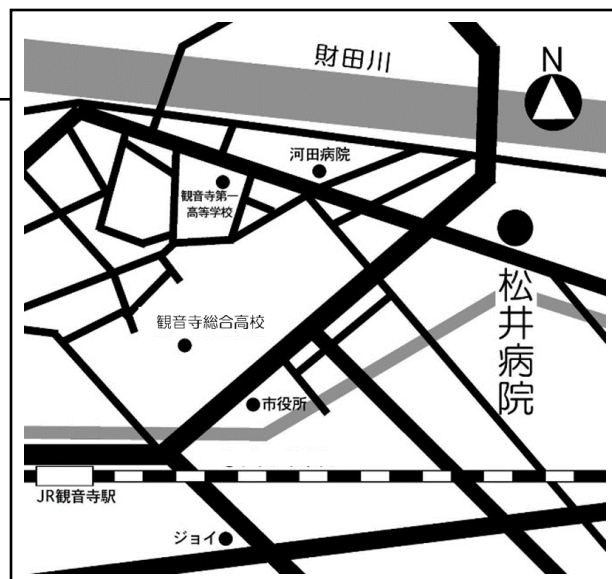 財田川
N
河田病院
観音寺第一
高等学校
松井病院
観音寺総合高校
市役所
JR観音寺駅
ジョイ